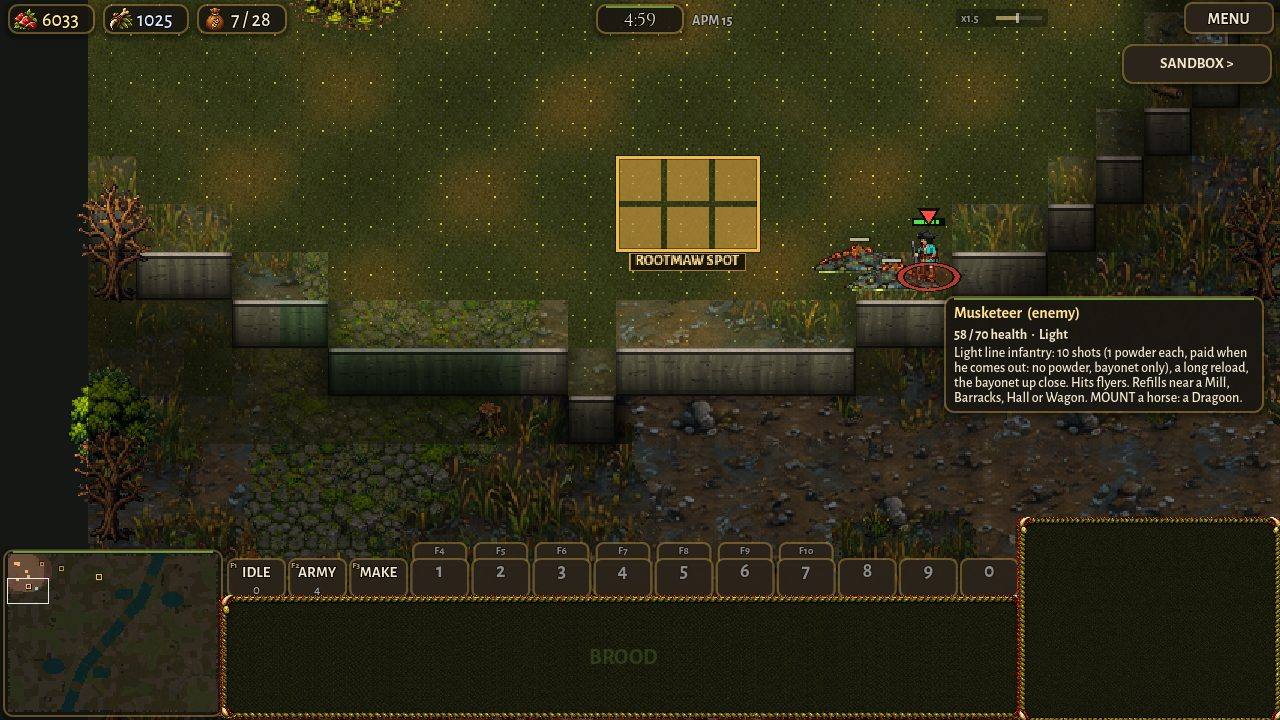 6033
1025
7 / 28
4:59
APM 15
x1.5
MENU
SANDBOX >
ROOTMAW SPOT
Musketeer (enemy)
58 / 70 health · Light
Light line infantry: 10 shots (1 powder each, paid when
he comes out: no powder, bayonet only), a long reload,
the bayonet up close. Hits flyers. Refills near a Mill,
Barracks, Hall or Wagon. MOUNT a horse: a Dragoon.
F4 F5 F6 F7 F8 F9 F10
F1 IDLE F2 ARMY F3 MAKE 1 2 3 4 5 6 7 8 9 0
0 4
BROOD